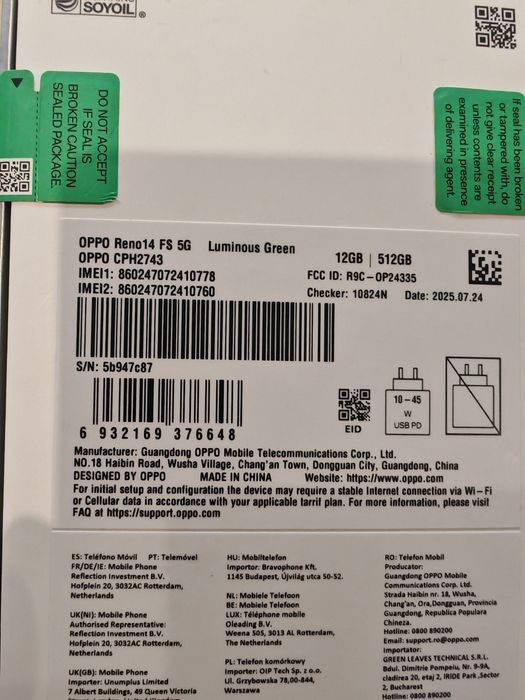 SOYOIL
DO NOT ACCEPT
IF SEAL IS
BROKEN CAUTION
SEALED PACKAGE
If seal has been broken
or tampered with, do
not give clear receipt
unless contents are
examined in presence
of delivering agent.
OPPO Reno14 FS 5G Luminous Green 12GB | 512GB
OPPO CPH2743 FCC ID: R9C-OP24335
IMEI1: 860247072410778
IMEI2: 860247072410760 Checker: 10824N Date: 2025.07.24
S/N: 5b947c87
6 932169 376648
EID
10-45
W
USB PD
Manufacturer: Guangdong OPPO Mobile Telecommunications Corp., Ltd.
NO.18 Haibin Road, Wusha Village, Chang'an Town, Dongguan City, Guangdong, China
DESIGNED BY OPPO MADE IN CHINA Website: https://www.oppo.com
For initial setup and configuration the device may require a stable Internet connection via Wi-Fi
or Cellular data in accordance with your applicable tarril plan. For more information, please visit
FAQ at https://support.oppo.com
ES: Teléfono Móvil PT: Telemóvel
FR/DE/IE: Mobile Phone
Reflection Investment B.V.
Hofplein 20, 3032AC Rotterdam,
Netherlands
UK(NI): Mobile Phone
Authorised Representative:
Reflection Investment B.V.
Hofplein 20, 3032AC Rotterdam,
Netherlands
UK(GB): Mobile Phone
Importer: Unumplus Limited
7 Albert Buildings, 49 Queen Victoria
HU: Mobiltelefon
Importer: Bravophone Kft.
1145 Budapest, Újvilág utca 50-52.
NL: Mobiele Telefoon
BE: Mobiele Telefoon
LUX: Téléphone mobile
Oleading B.V.
Weena 505, 3013 AL Rotterdam,
The Netherlands
PL: Telefon komórkowy
Importer: OIP Tech Sp. z o.o.
Ul. Grzybowska 78,00-844,
Warszawa
RO: Telefon Mobil
Producator:
Guangdong OPPO Mobile
Communications Corp. Ltd.
Strada Haibin nr. 18, Wusha,
Chang'an, Ora,Dongguan, Provincia
Guangdong, Republica Populara
Chineza.
Hotline: 0800 890200
Email: support.ro@oppo.com
Importator:
GREEN LEAVES TECHNICAL S.R.L.
Bdul. Dimitrie Pompeiu, Nr. 9-9A,
cladirea 20, etaj 2, IRIDE Park ,Sector
2, Bucharest
Hotline: 0800 890200